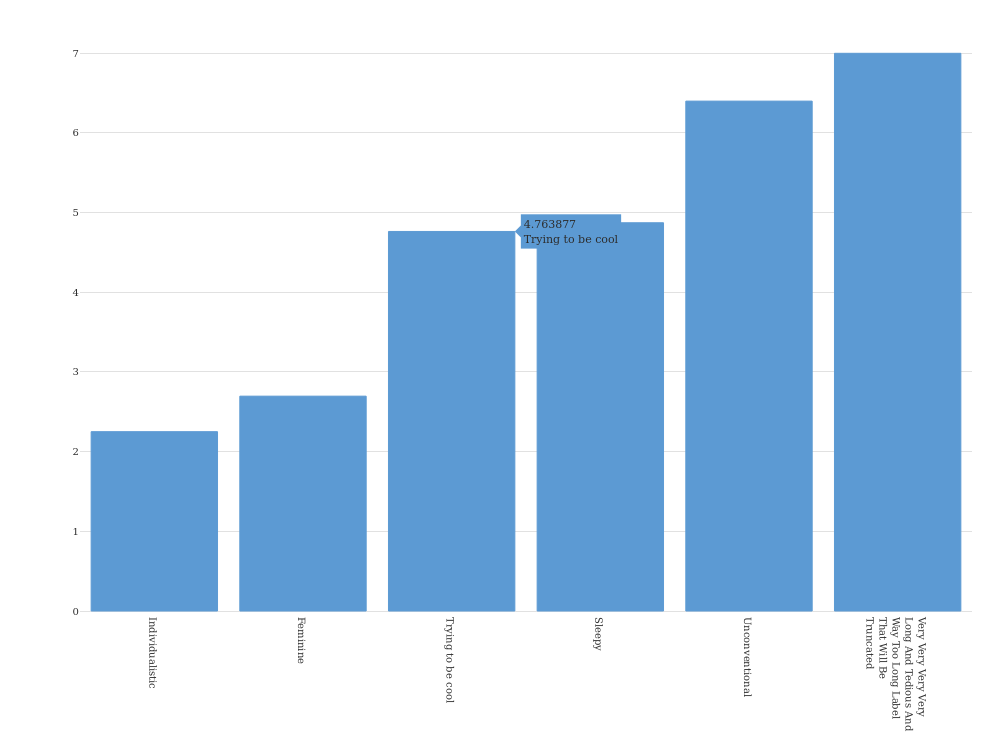 7
6
5
4
3
2
1
0
4.763877
Trying to be cool
Individualistic
Feminine
Trying to be cool
Sleepy
Unconventional
Very Very Very Very
Long And Tedious And
Way Too Long Label
That Will Be
Truncated